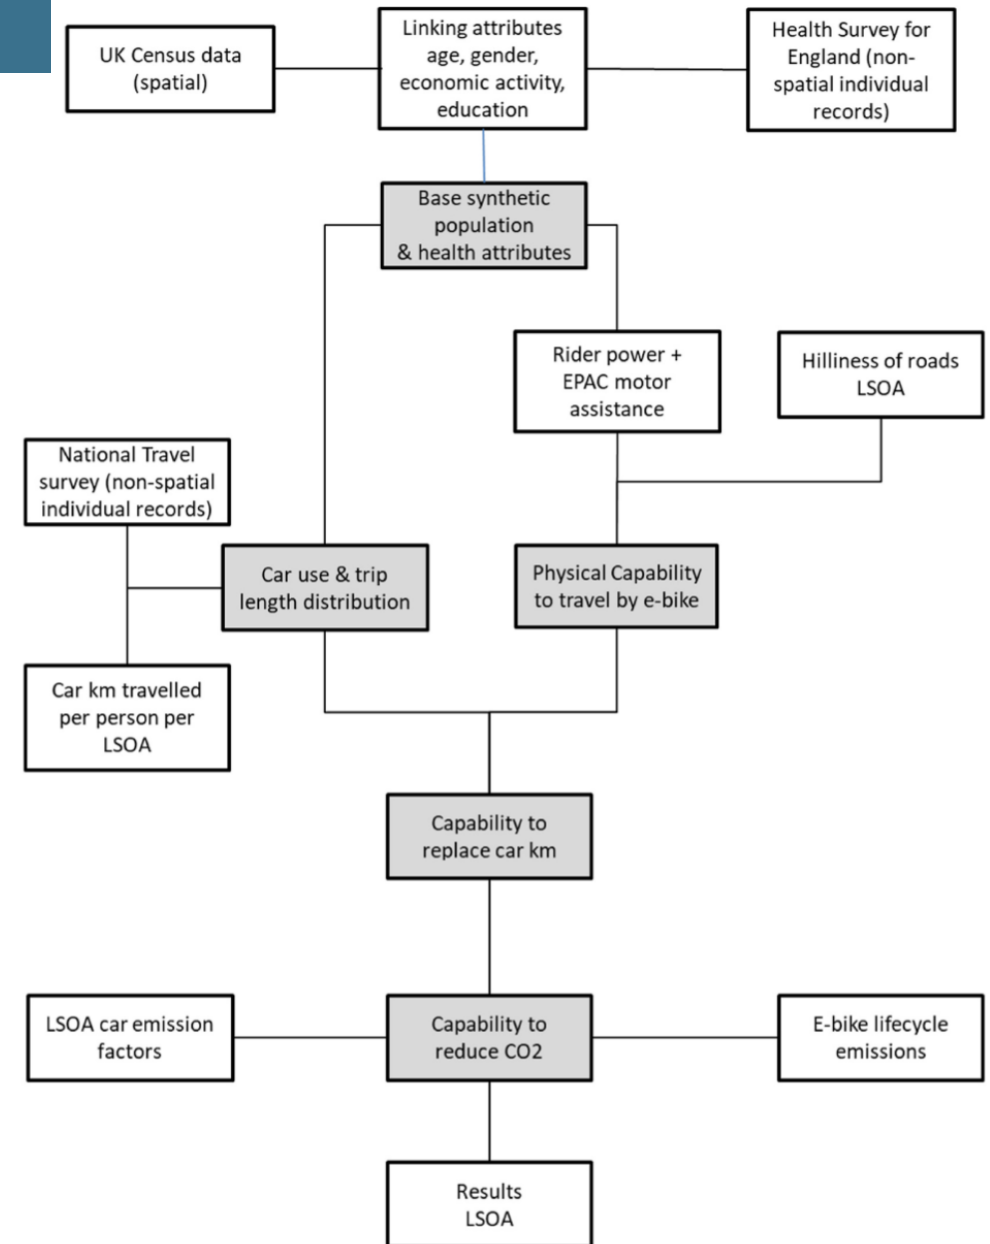 UK Census data
(spatial)
Linking attributes
age, gender,
economic activity,
education
Health Survey for
England (non-
spatial individual
records)
Base synthetic
population
& health attributes
Rider power +
EPAC motor
assistance
Hilliness of roads
LSOA
National Travel
survey (non-spatial
individual records)
Car use & trip
length distribution
Physical Capability
to travel by e-bike
Car km travelled
per person per
LSOA
Capability to
replace car km
LSOA car emission
factors
Capability to
reduce CO2
E-bike lifecycle
emissions
Results
LSOA